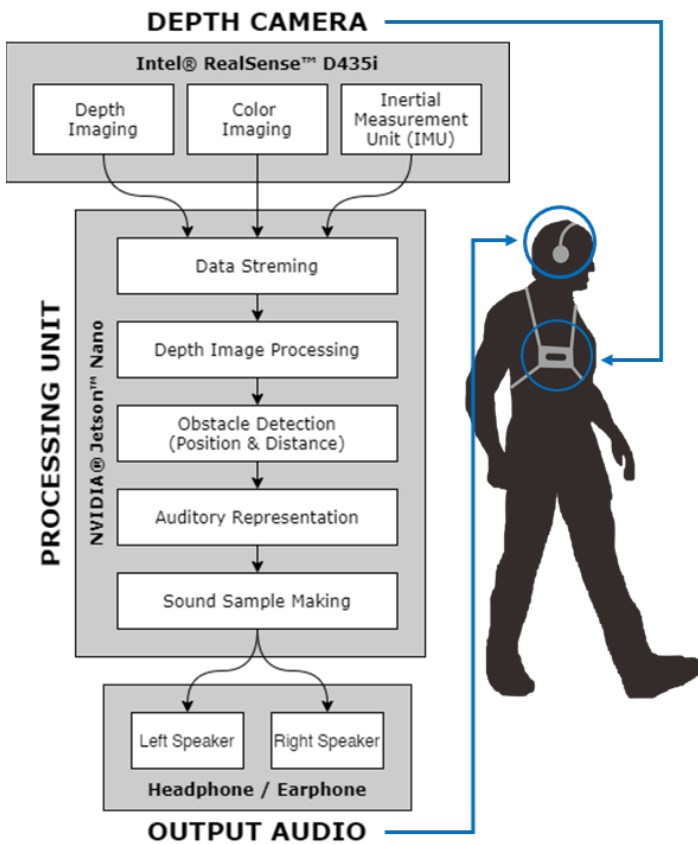 DEPTH CAMERA
Intel® RealSense™ D435i
Depth
Imaging
Color
Imaging
Inertial
Measurement
Unit (IMU)
PROCESSING UNIT
NVIDIA® Jetson™ Nano
Data Streming
Depth Image Processing
Obstacle Detection
(Position & Distance)
Auditory Representation
Sound Sample Making
Left Speaker
Right Speaker
Headphone / Earphone
OUTPUT AUDIO